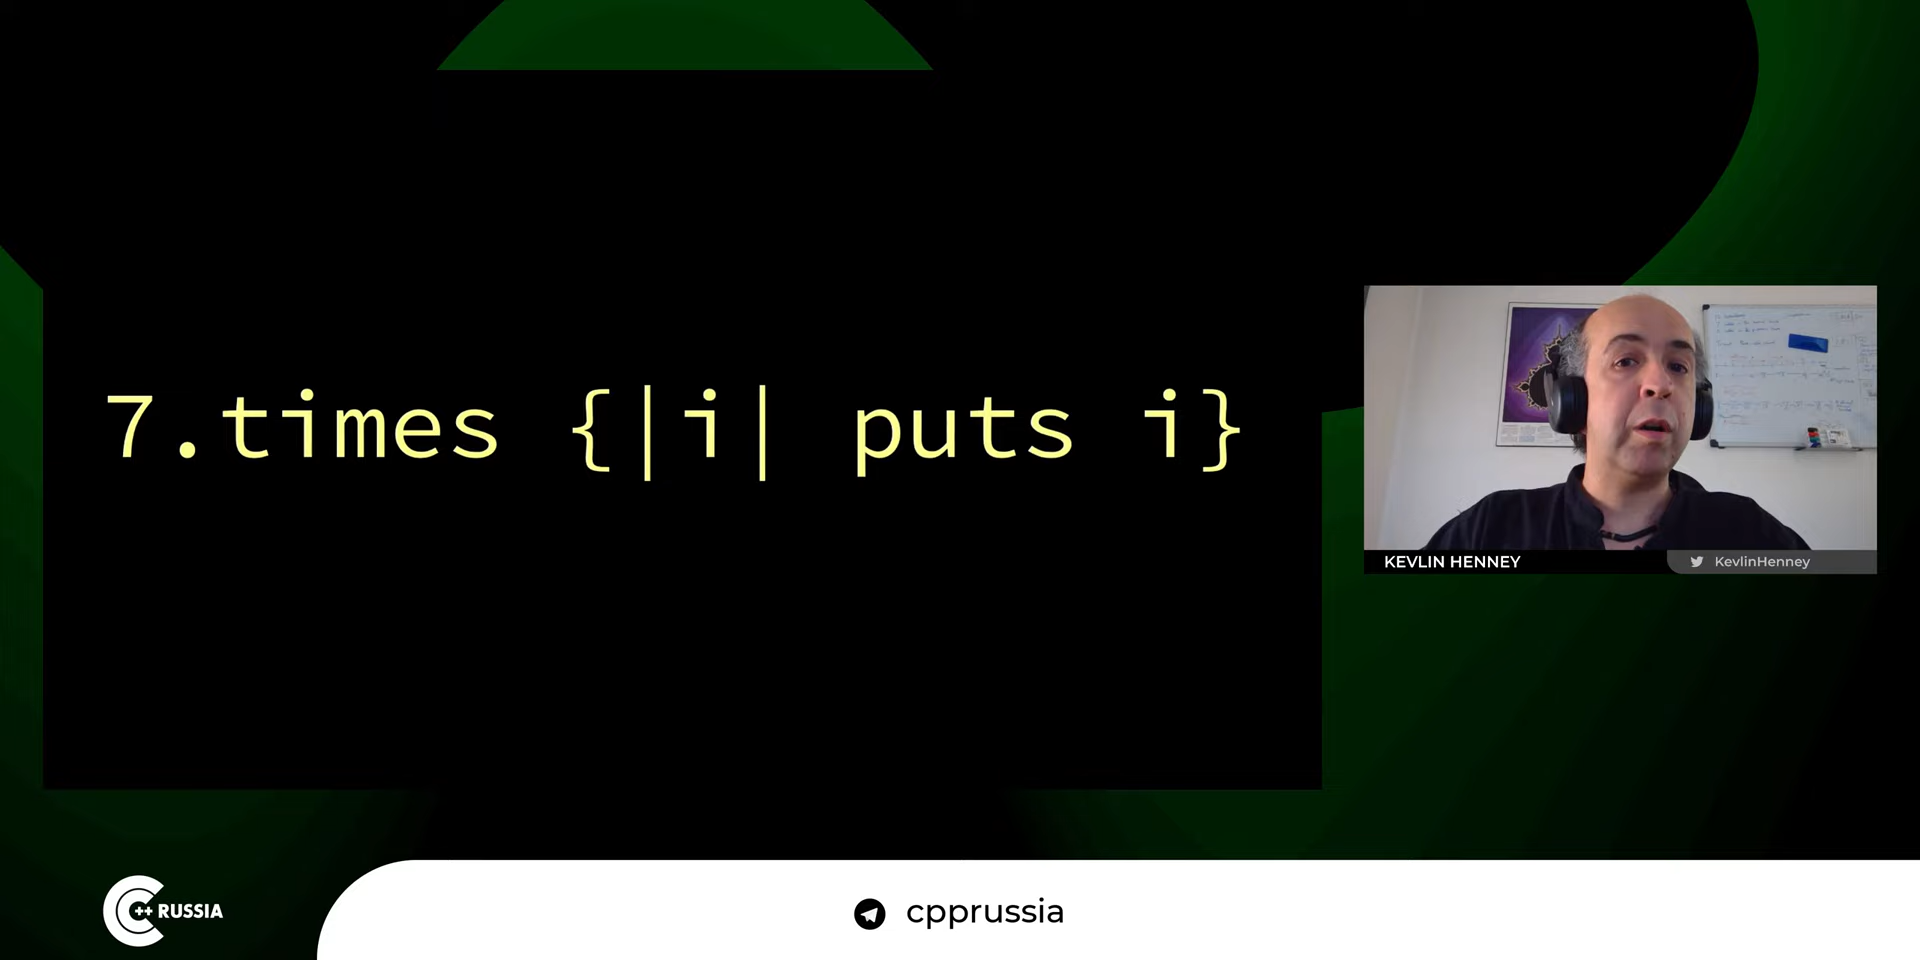 7.times {|i| puts i}
KEVLIN HENNEY
KevlinHenney
C++ RUSSIA
cpprussia